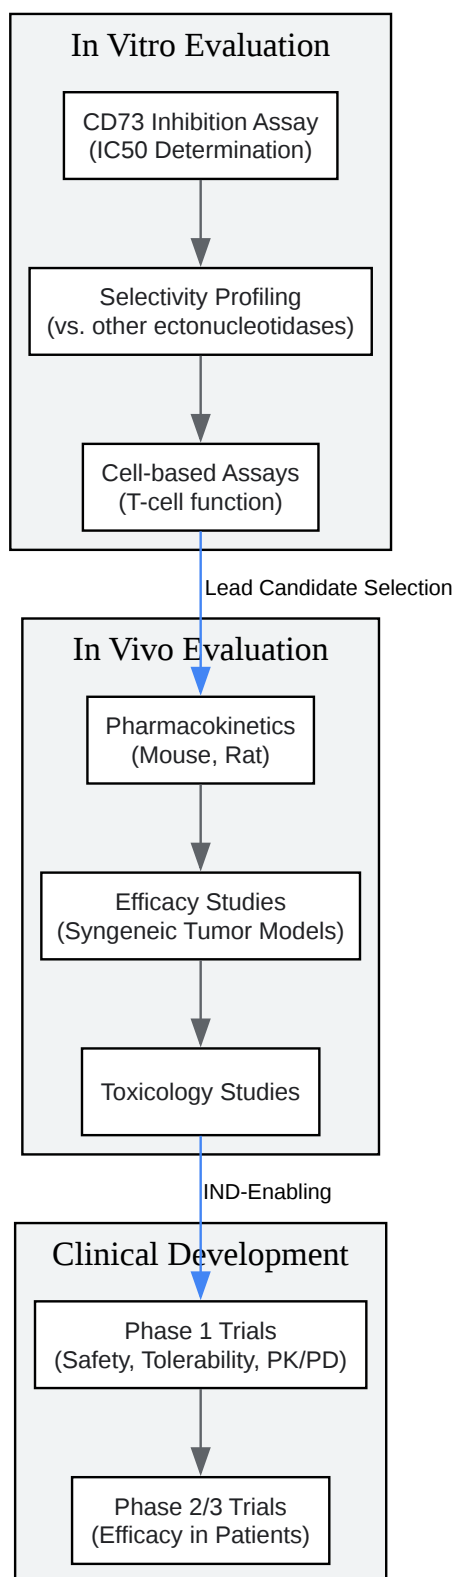 In Vitro Evaluation
CD73 Inhibition Assay
(IC50 Determination)
Selectivity Profiling
(vs. other ectonucleotidases)
Cell-based Assays
(T-cell function)
Lead Candidate Selection
In Vivo Evaluation
Pharmacokinetics
(Mouse, Rat)
Efficacy Studies
(Syngeneic Tumor Models)
Toxicology Studies
IND-Enabling
Clinical Development
Phase 1 Trials
(Safety, Tolerability, PK/PD)
Phase 2/3 Trials
(Efficacy in Patients)